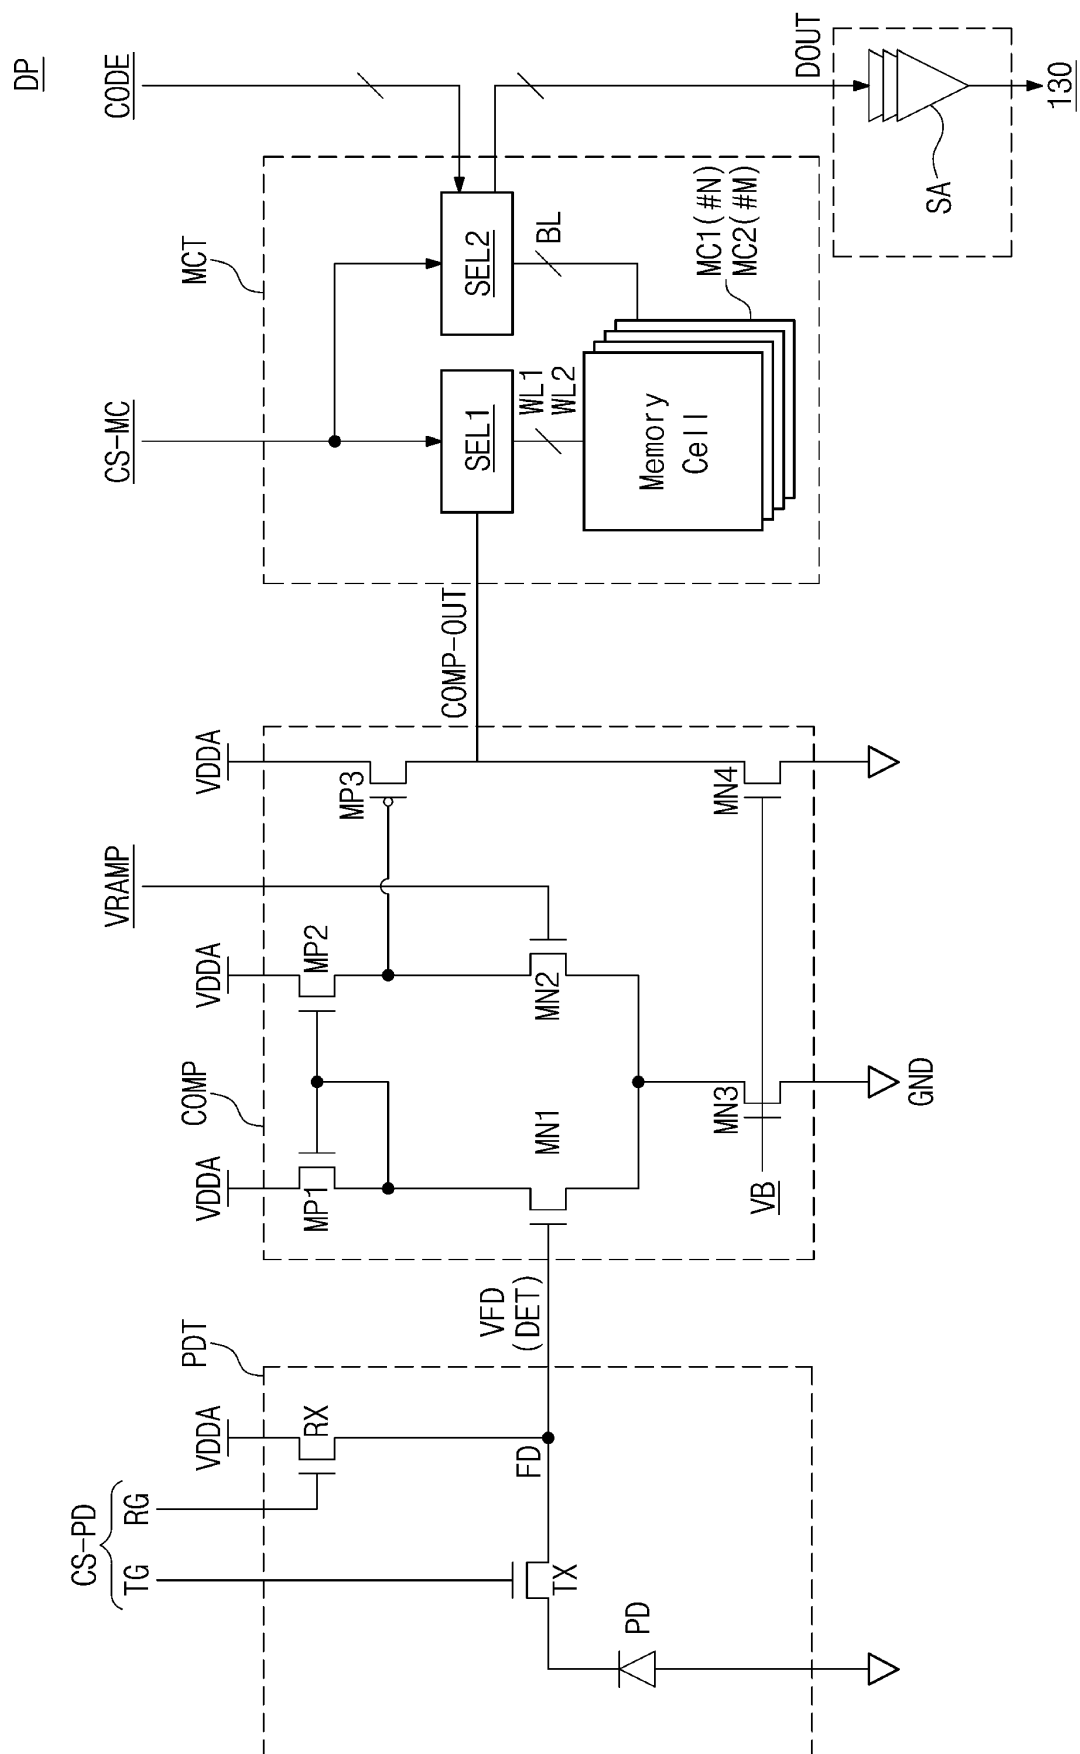 DP
CS-PD
TG
RG
PDT
VDDA
RX
FD
TX
PD
VFD
(DET)
COMP
VDDA
MP1
VDDA
MP2
VRAMP
VDDA
MP3
MN1
MN2
MN3
MN4
VB
GND
COMP-OUT
CS-MC
MCT
CODE
SEL1
SEL2
WL1
WL2
BL
Memory
Cell
MC1(#N)
MC2(#M)
DOUT
SA
130